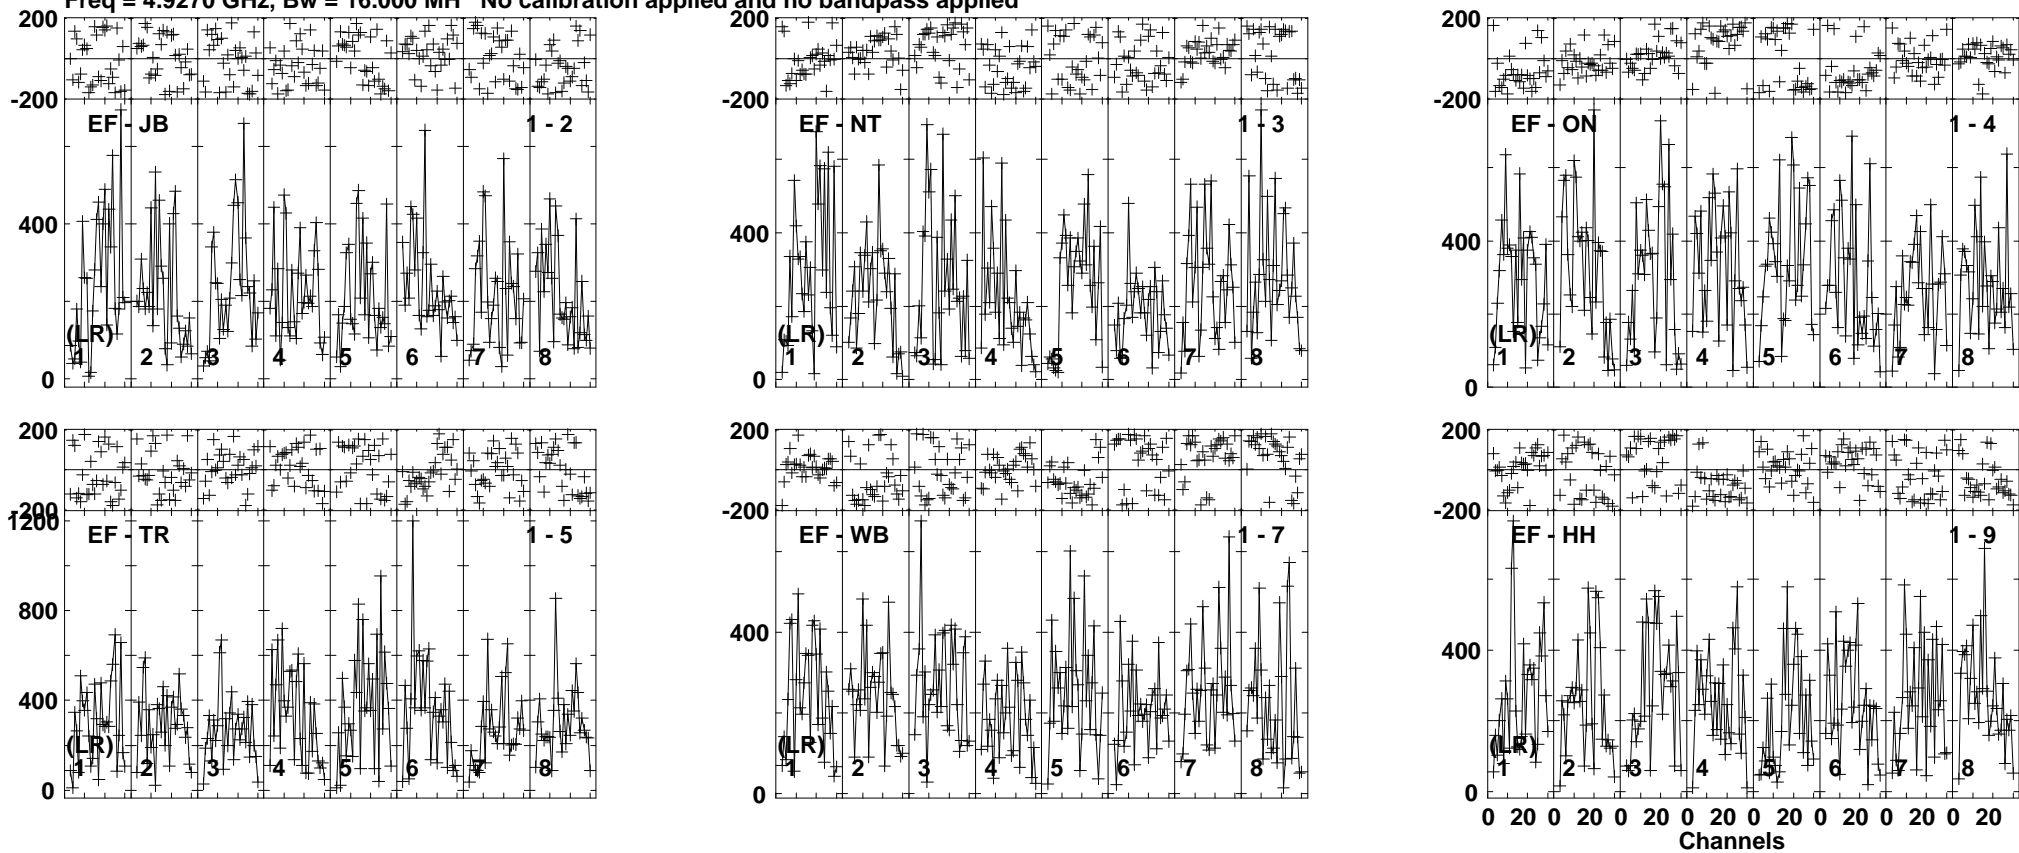 Freq = 4.9270 GHz, Bw = 16.000 MH No calibration applied and no bandpass applied
200
-200
EF - JB 1 - 2
400
(LR)
1 2 3 4 5 6 7 8
0
200
-200
EF - NT 1 - 3
400
(LR)
1 2 3 4 5 6 7 8
0
200
-200
EF - ON 1 - 4
400
(LR)
1 2 3 4 5 6 7 8
0
200
-200
1200
EF - TR 1 - 5
800
400
(LR)
1 2 3 4 5 6 7 8
0
200
-200
EF - WB 1 - 7
400
(LR)
1 2 3 4 5 6 7 8
0
200
-200
EF - HH 1 - 9
400
(LR)
1 2 3 4 5 6 7 8
0
0 20 0 20 0 20 0 20 0 20 0 20 0 20 0 20
Channels